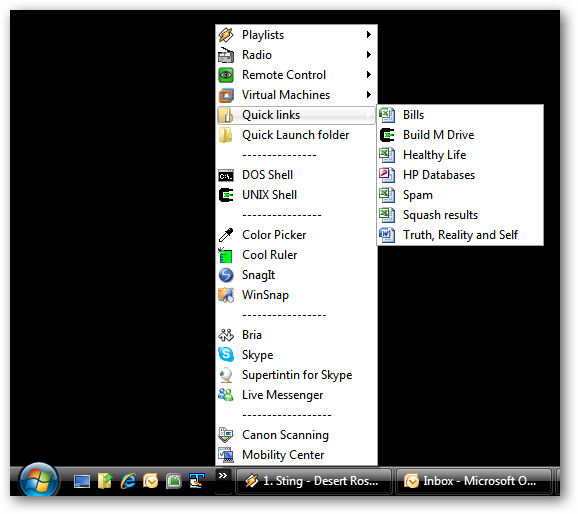 Playlists
Radio
Remote Control
Virtual Machines
Quick links
Quick Launch folder
---------------
DOS Shell
UNIX Shell
----------------
Color Picker
Cool Ruler
SnagIt
WinSnap
-----------------
Bria
Skype
Supertintin for Skype
Live Messenger
------------------
Canon Scanning
Mobility Center
Bills
Build M Drive
Healthy Life
HP Databases
Spam
Squash results
Truth, Reality and Self
C:\.
»
1. Sting - Desert Ros...
Inbox - Microsoft O...